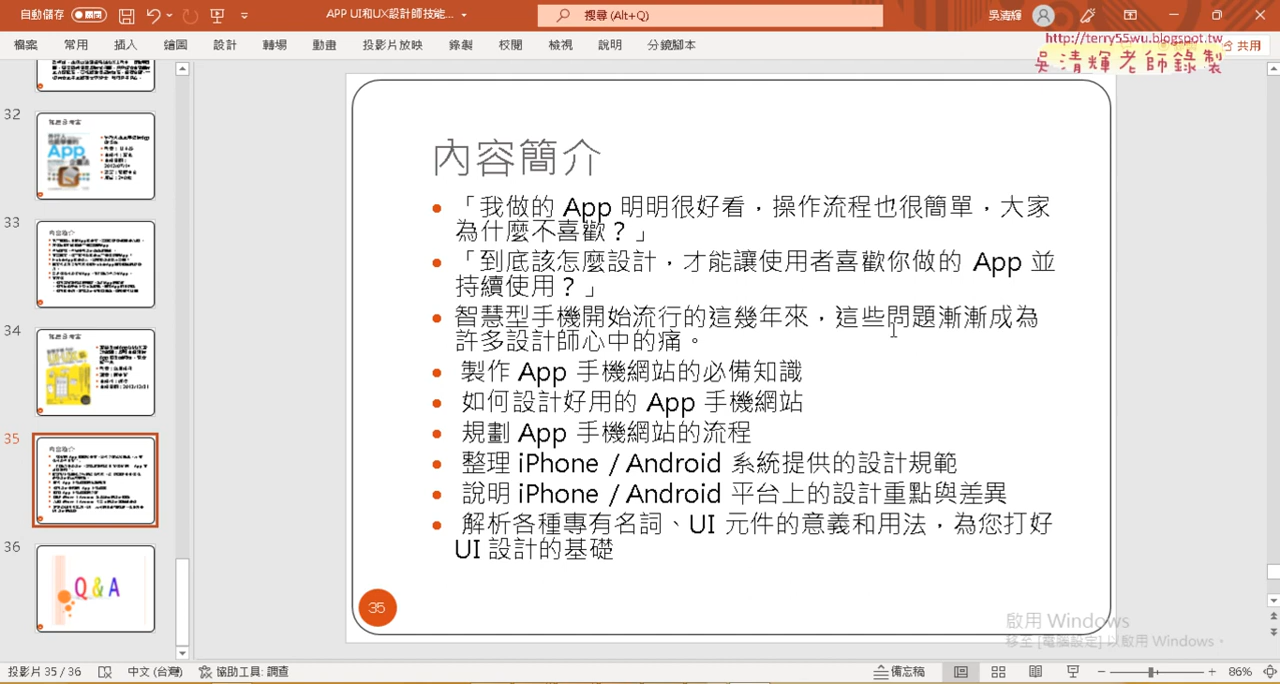 自動儲存 關閉 APP UI和UX設計師技能... 搜尋 (Alt+Q) 吳清輝
檔案 常用 插入 繪圖 設計 轉場 動畫 投影片放映 錄製 校閱 檢視 說明 分鏡腳本 共用
http://terry55wu.blogspot.tw
吳清輝老師錄製
32
App
33
34
35
36
Q & A
內容簡介
「我做的 App 明明很好看，操作流程也很簡單，大家
為什麼不喜歡？」
「到底該怎麼設計，才能讓使用者喜歡你做的 App 並
持續使用？」
智慧型手機開始流行的這幾年來，這些問題漸漸成為
許多設計師心中的痛。
製作 App 手機網站的必備知識
如何設計好用的 App 手機網站
規劃 App 手機網站的流程
整理 iPhone / Android 系統提供的設計規範
說明 iPhone / Android 平台上的設計重點與差異
解析各種專有名詞、UI 元件的意義和用法，為您打好
UI 設計的基礎
35
啟用 Windows
移至 [電腦設定] 以啟用 Windows。
投影片 35 / 36 中文 (台灣) 協助工具: 調查 備忘稿 86%